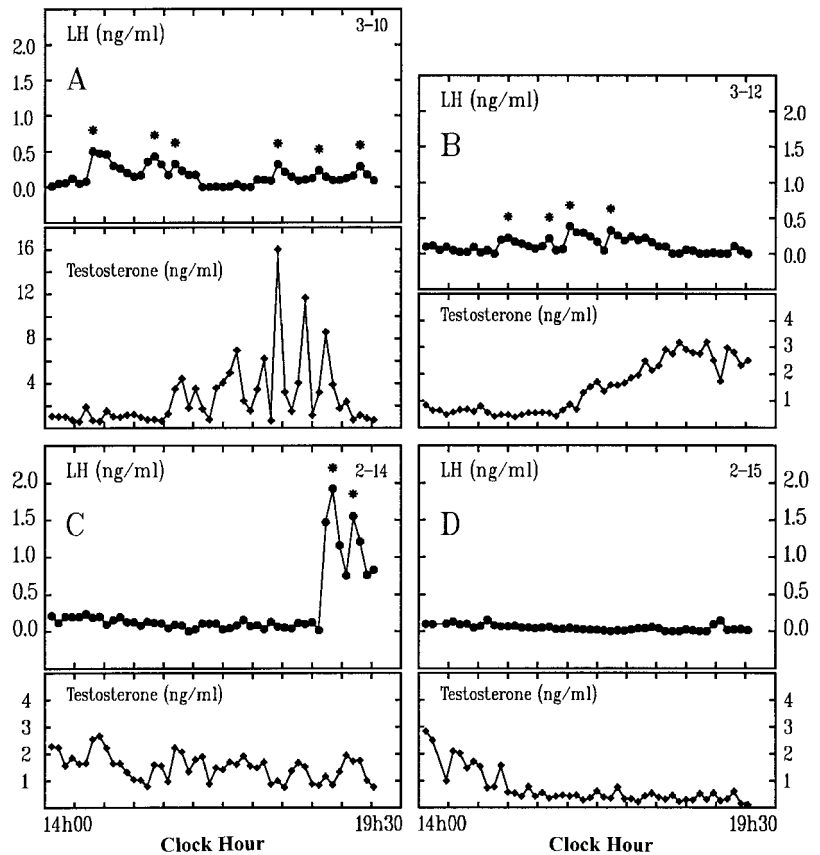 LH (ng/ml) 3-10
A
2.0
1.5
1.0
0.5
0.0
* * * * * *
Testosterone (ng/ml)
16
12
8
4
LH (ng/ml) 3-12
B
2.0
1.5
1.0
0.5
0.0
* * * *
Testosterone (ng/ml)
4
3
2
1
LH (ng/ml) 2-14
C
2.0
1.5
1.0
0.5
0.0
* *
Testosterone (ng/ml)
4
3
2
1
14h00 19h30
Clock Hour
LH (ng/ml) 2-15
D
2.0
1.5
1.0
0.5
0.0
Testosterone (ng/ml)
4
3
2
1
14h00 19h30
Clock Hour